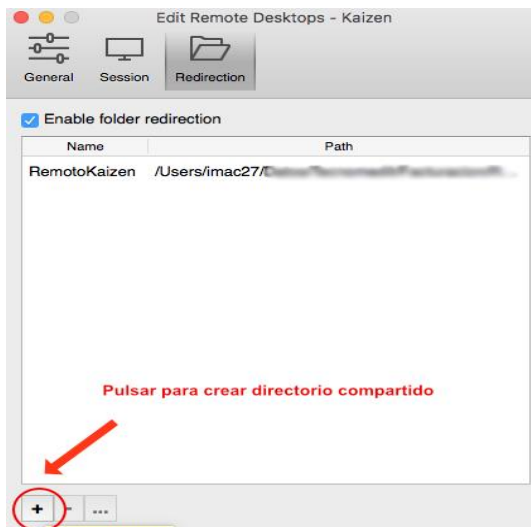 Edit Remote Desktops - Kaizen
General Session Redirection
Enable folder redirection
Name Path
RemotoKaizen /Users/imac27/
Pulsar para crear directorio compartido
+ - ...